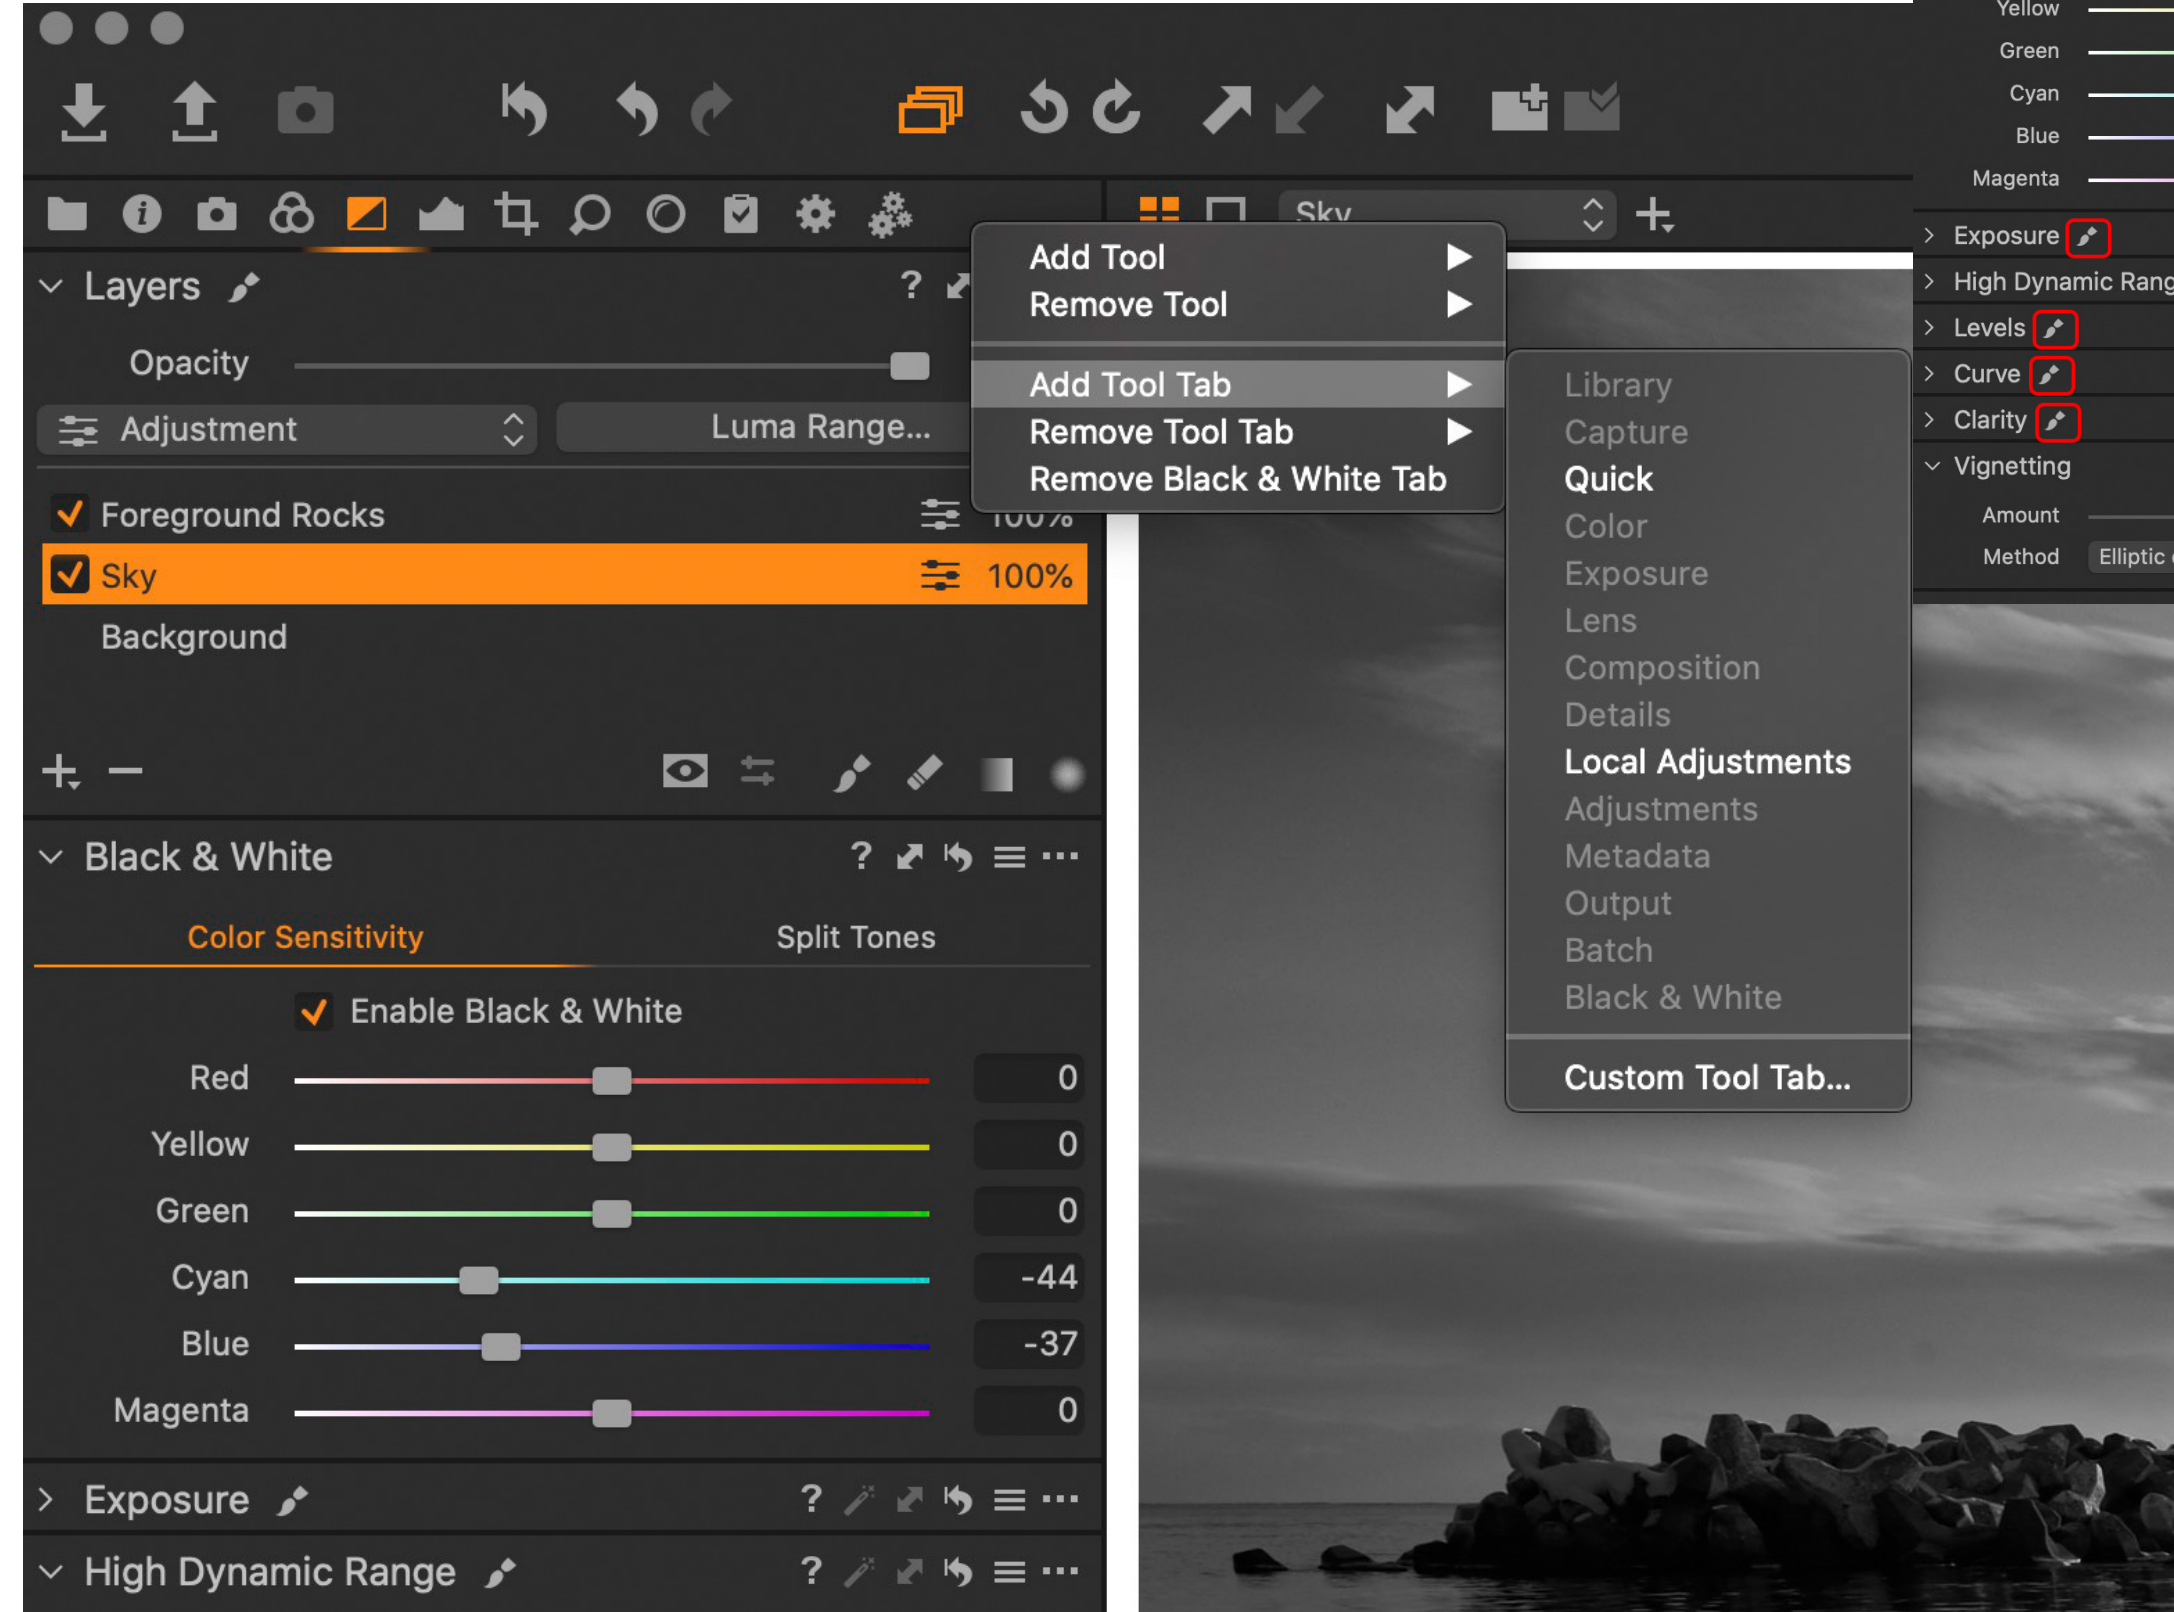 Sky
Layers
?
Opacity
Adjustment
Luma Range...
Foreground Rocks
100%
Sky
100%
Background
Black & White
?
Color Sensitivity
Split Tones
Enable Black & White
Red
0
Yellow
0
Green
0
Cyan
-44
Blue
-37
Magenta
0
Exposure
?
High Dynamic Range
?
Add Tool
Remove Tool
Add Tool Tab
Remove Tool Tab
Remove Black & White Tab
Library
Capture
Quick
Color
Exposure
Lens
Composition
Details
Local Adjustments
Adjustments
Metadata
Output
Batch
Black & White
Custom Tool Tab...
Yellow
Green
Cyan
Blue
Magenta
Exposure
High Dynamic Rang
Levels
Curve
Clarity
Vignetting
Amount
Method
Elliptic